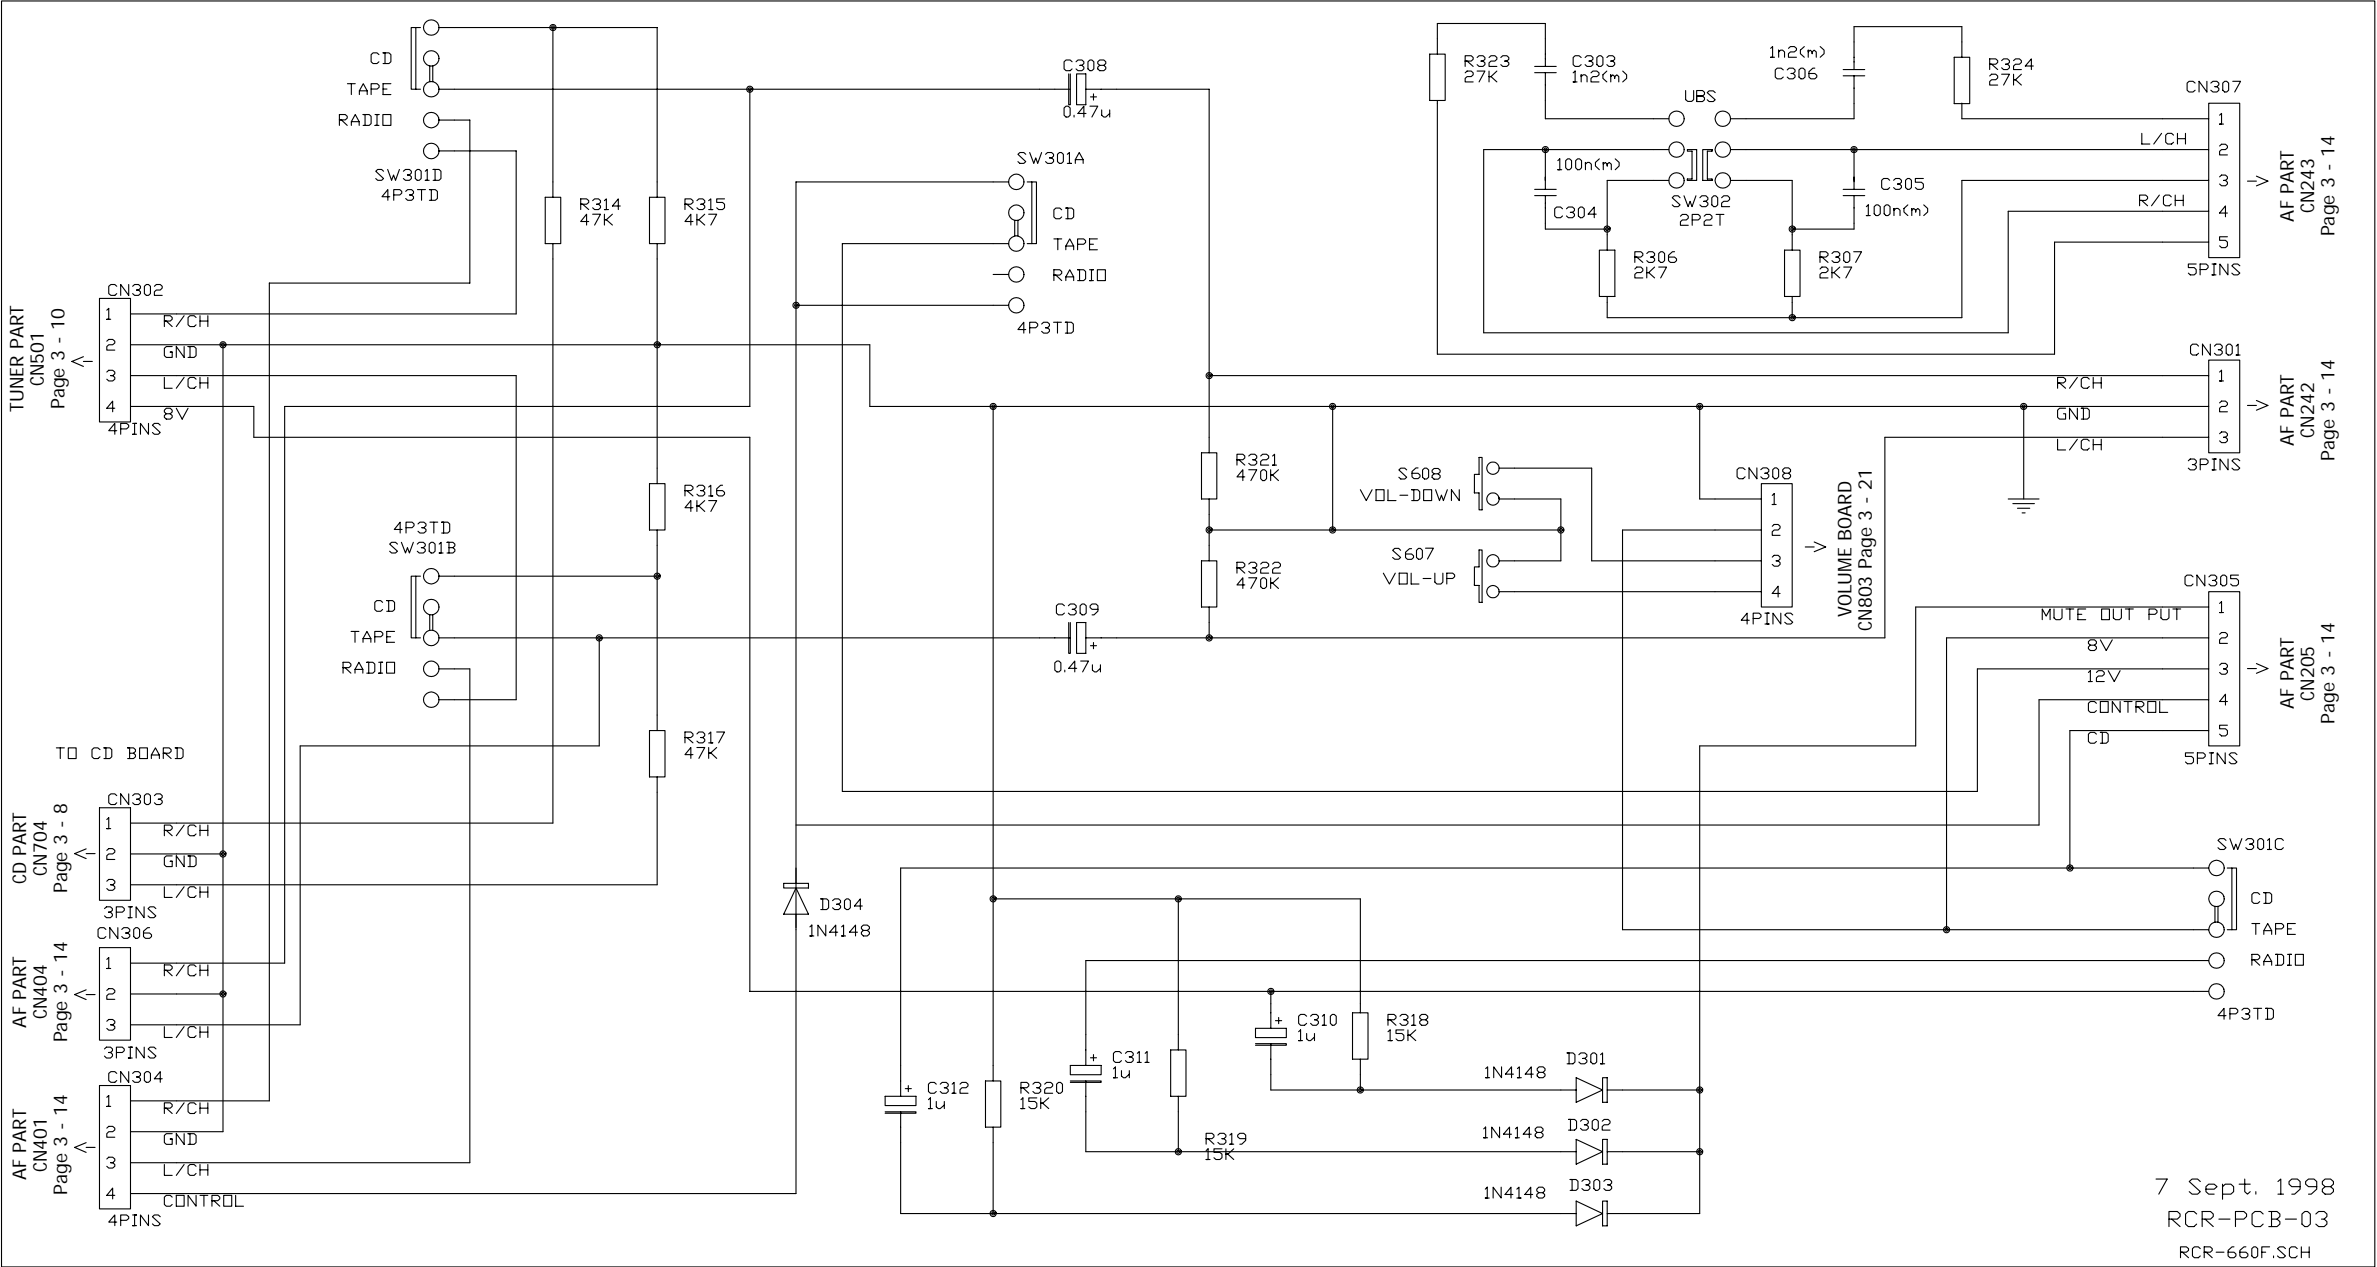 CD
TAPE
RADIO
SW301D
4P3TD
R314
47K
R315
4K7
C308
+
0.47u
SW301A
CD
TAPE
RADIO
4P3TD
R323
27K
C303
1n2(m)
1n2(m)
C306
R324
27K
UBS
100n(m)
C304
SW302
2P2T
C305
100n(m)
R306
2K7
R307
2K7
CN307
1
L/CH
2
3
R/CH
4
5
5PINS
AF PART
CN243
Page 3 - 14
TUNER PART
CN501
Page 3 - 10
CN302
1
R/CH
2
GND
3
L/CH
4
8V
4PINS
CN301
1
R/CH
2
GND
3
L/CH
3PINS
AF PART
CN242
Page 3 - 14
R316
4K7
4P3TD
SW301B
CD
TAPE
RADIO
R321
470K
R322
470K
C309
+
0.47u
S608
VOL-DOWN
S607
VOL-UP
CN308
1
2
3
4
4PINS
VOLUME BOARD
CN803 Page 3 - 21
CN305
1
MUTE OUT PUT
2
8V
3
12V
4
CONTROL
5
CD
5PINS
AF PART
CN205
Page 3 - 14
R317
47K
TO CD BOARD
CN303
CD PART
CN704
Page 3 - 8
1
R/CH
2
GND
3
L/CH
3PINS
CN306
AF PART
CN404
Page 3 - 14
1
R/CH
2
3
L/CH
3PINS
CN304
AF PART
CN401
Page 3 - 14
1
R/CH
2
GND
3
L/CH
4
CONTROL
4PINS
D304
1N4148
SW301C
CD
TAPE
RADIO
4P3TD
+
C312
1u
R320
15K
+
C311
1u
R319
15K
+
C310
1u
R318
15K
1N4148
D301
1N4148
D302
1N4148
D303
7 Sept. 1998
RCR-PCB-03
RCR-660F.SCH